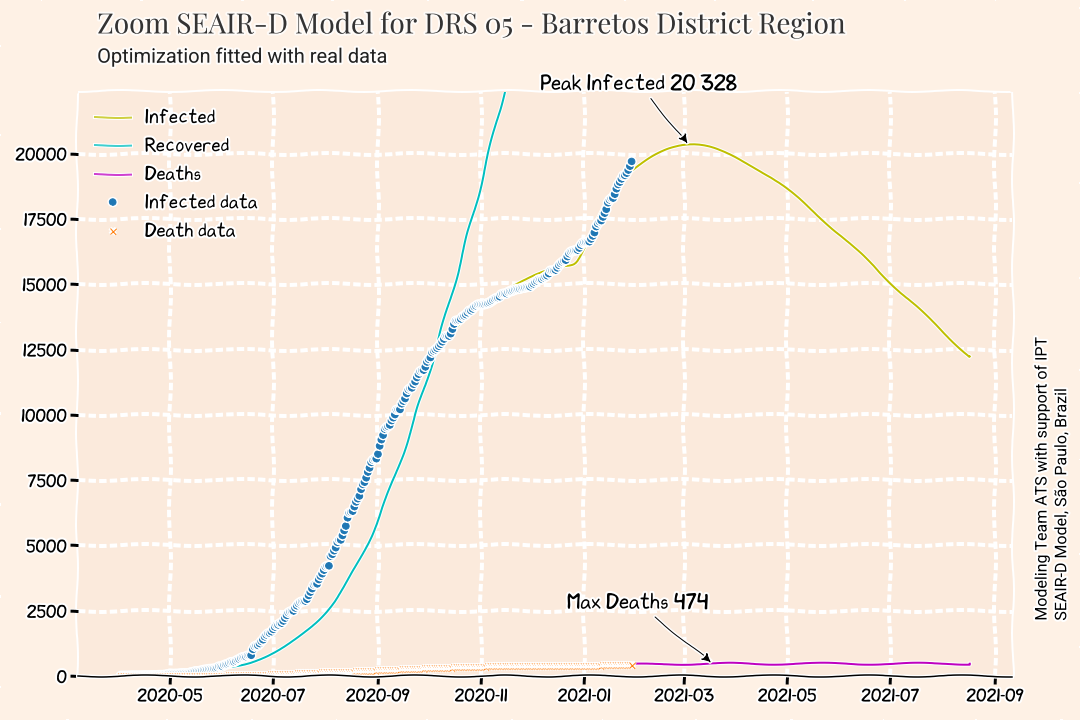 Zoom SEAIR-D Model for DRS 05 - Barretos District Region
Optimization fitted with real data
Peak Infected 20 328
Infected
Recovered
Deaths
Infected data
Death data
20000
17500
15000
12500
10000
7500
5000
2500
0
Max Deaths 474
2020-05
2020-07
2020-09
2020-11
2021-01
2021-03
2021-05
2021-07
2021-09
Modeling Team ATS with support of IPT
SEAIR-D Model, São Paulo, Brazil